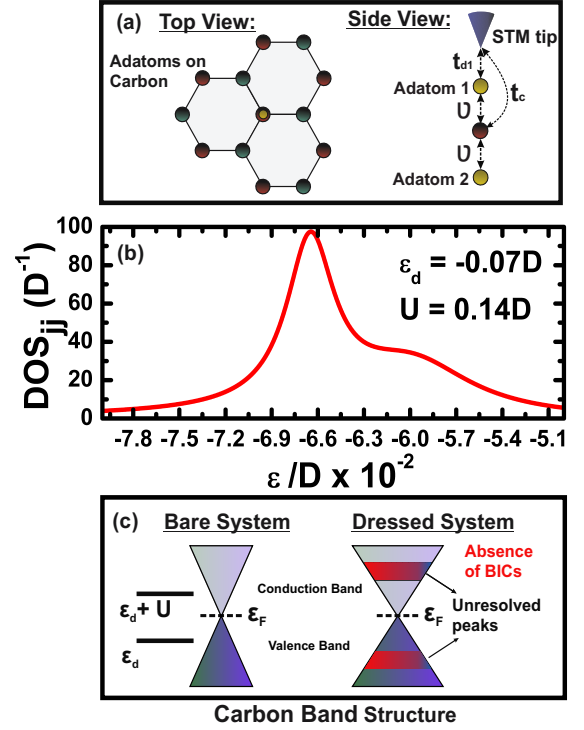 (a) Top View: Side View:
STM tip
Adatoms on
Carbon
t_d1
Adatom 1
t_c
υ
υ
Adatom 2
(b)
ε_d = -0.07D
U = 0.14D
DOS_jj (D^-1)
100
80
60
40
20
0
-7.8 -7.5 -7.2 -6.9 -6.6 -6.3 -6.0 -5.7 -5.4 -5.1
ε /D x 10^-2
(c) Bare System Dressed System
Absence
of BICs
ε_d + U
Conduction Band
Unresolved
peaks
ε_F ε_F
ε_d
Valence Band
Carbon Band Structure